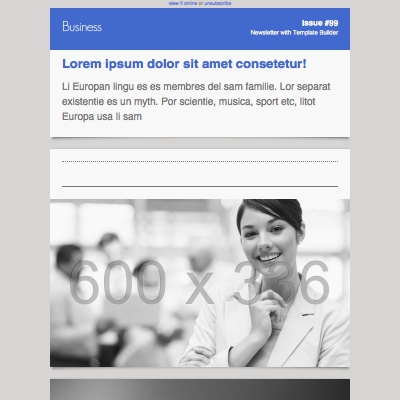 view it online or unsubscribe
Business
Issue #99
Newsletter with Template Builder
Lorem ipsum dolor sit amet consetetur!
Li Europan lingu es es membres del sam familie. Lor separat
existentie es un myth. Por scientie, musica, sport etc, litot
Europa usa li sam
600 x 336